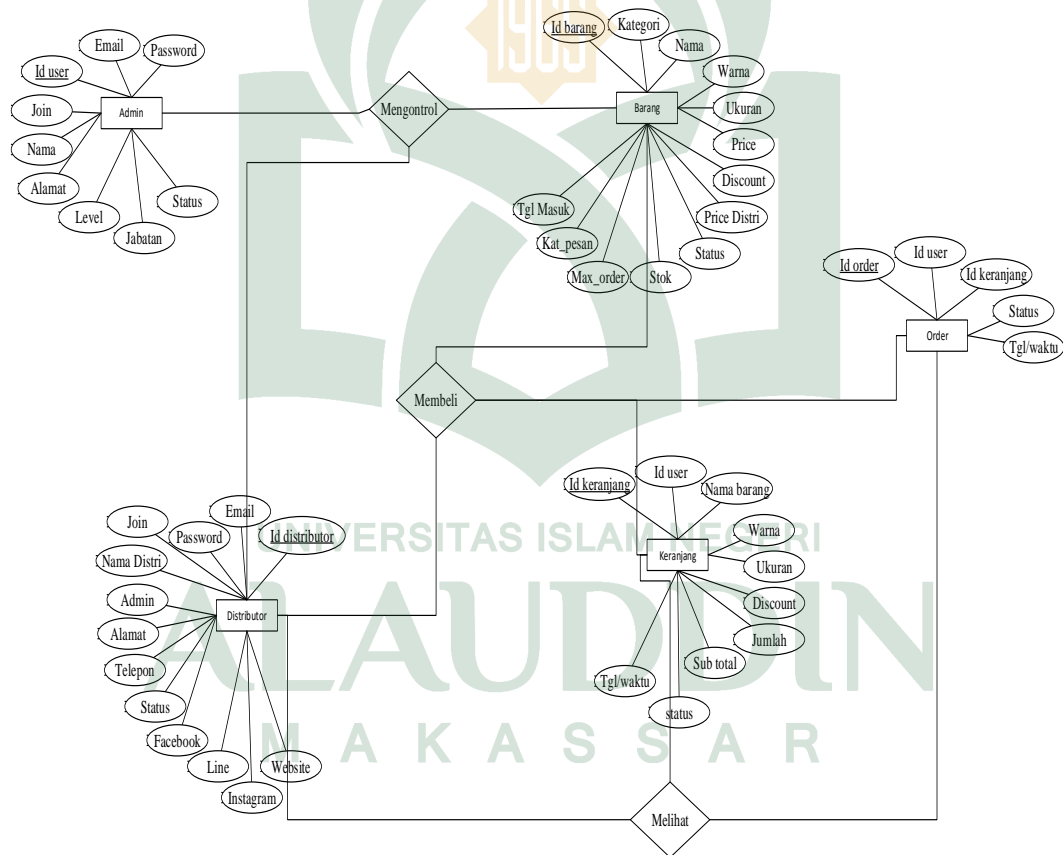 1965
Email
Password
Id user
Join
Admin
Nama
Alamat
Level
Jabatan
Status
Mengontrol
Id barang
Kategori
Nama
Warna
Barang
Ukuran
Price
Discount
Price Distri
Status
Stok
Max_order
Kat_pesan
Tgl Masuk
Id order
Id user
Id keranjang
Status
Order
Tgl/waktu
Membeli
Id keranjang
Id user
Nama barang
Warna
Keranjang
Ukuran
Discount
Jumlah
Sub total
Tgl/waktu
status
Email
Join
Password
Id distributor
Nama Distri
Admin
Distributor
Alamat
Telepon
Status
Facebook
Line
Instagram
Website
Melihat
UNIVERSITAS ISLAM NEGERI
ALAUDDIN
MAKASSAR